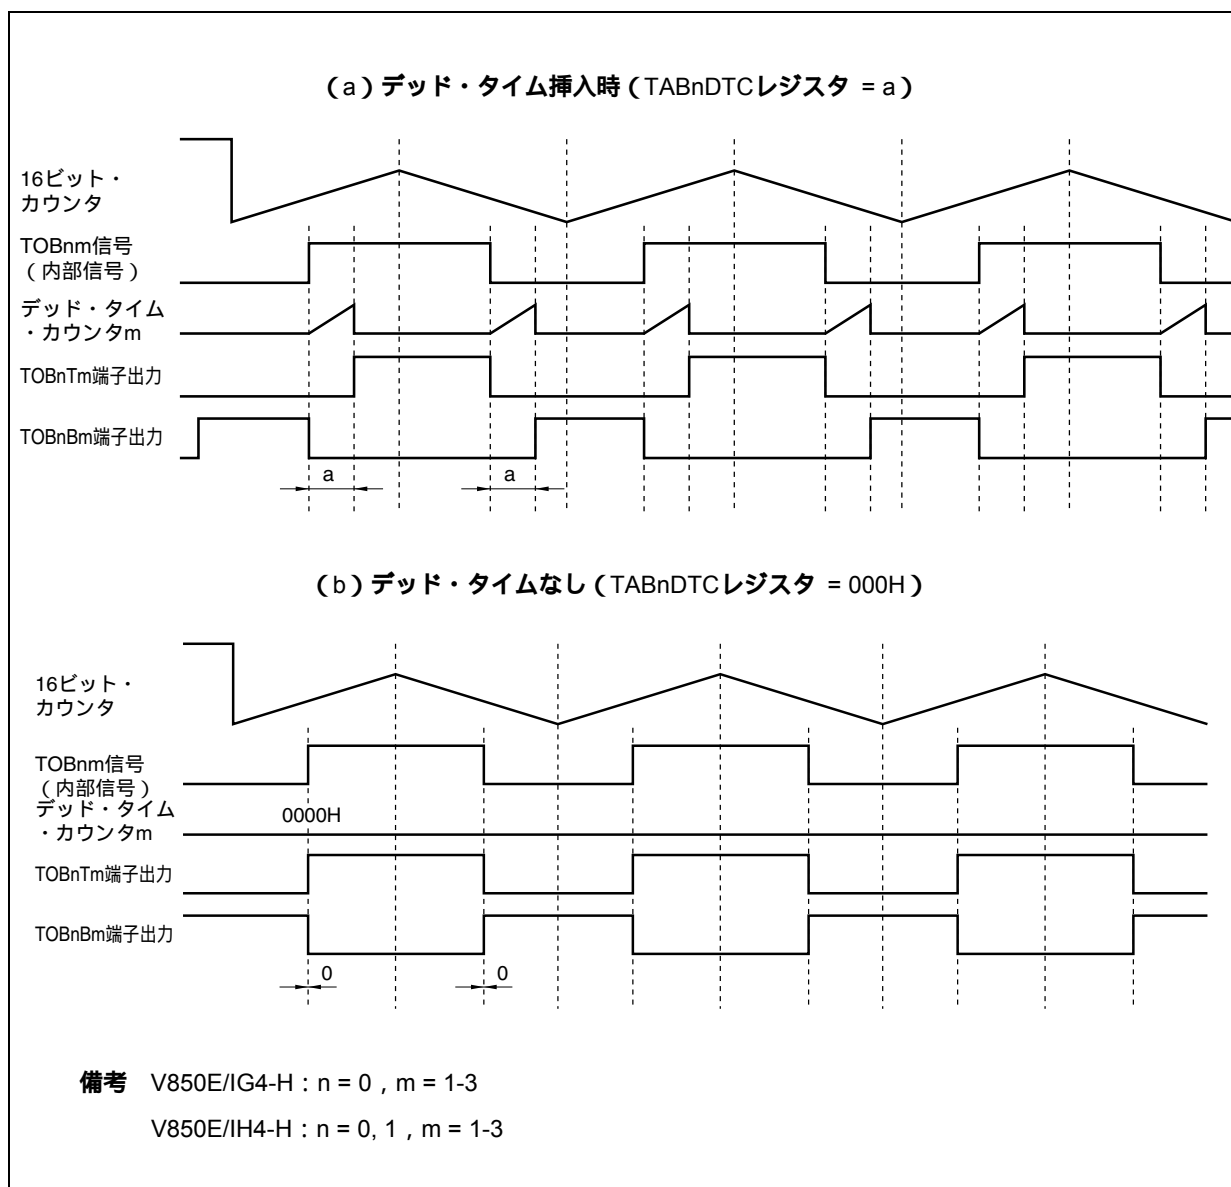 （a）デッド・タイム挿入時（TABnDTCレジスタ = a）
16ビット・
カウンタ
TOBnm信号
（内部信号）
デッド・タイム
・カウンタm
TOBnTm端子出力
TOBnBm端子出力
a
a
（b）デッド・タイムなし（TABnDTCレジスタ = 000H）
16ビット・
カウンタ
TOBnm信号
（内部信号）
デッド・タイム
・カウンタm
0000H
TOBnTm端子出力
TOBnBm端子出力
0
0
備考 V850E/IG4-H：n = 0，m = 1-3
V850E/IH4-H：n = 0, 1，m = 1-3